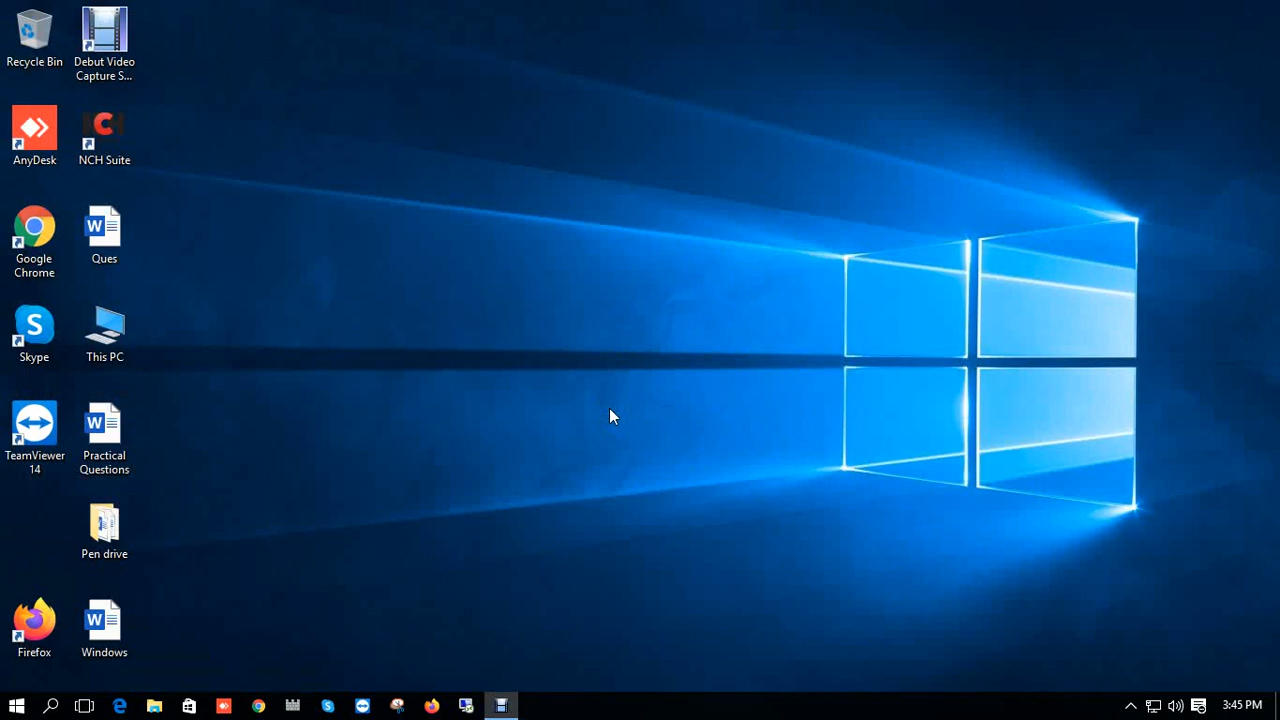 Recycle Bin
Debut Video
Capture S...
AnyDesk
NCH Suite
Google
Chrome
W
Ques
S
Skype
This PC
TeamViewer
14
W
Practical
Questions
Pen drive
Firefox
W
Windows
3:45 PM